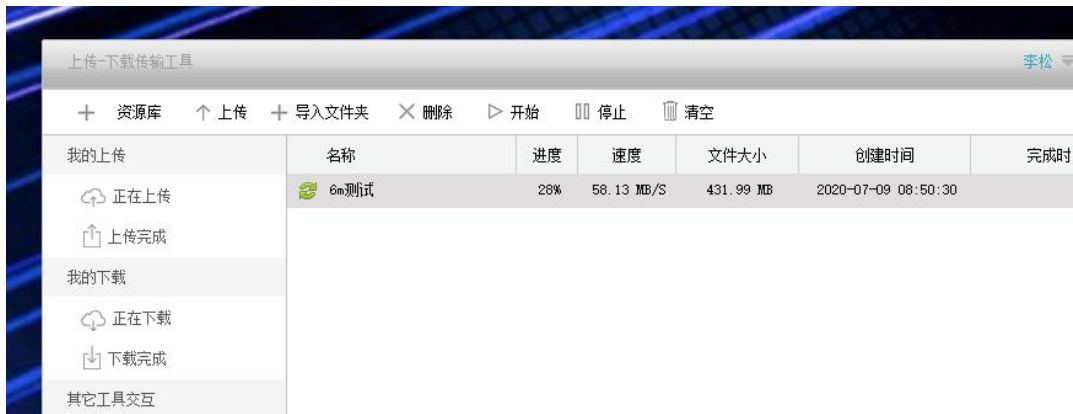 上传-下载传输工具 李松
资源库 上传 导入文件夹 删除 开始 停止 清空
我的上传 名称 进度 速度 文件大小 创建时间 完成时
6m测试 28% 58.13 MB/S 431.99 MB 2020-07-09 08:50:30
正在上传
上传完成
我的下载
正在下载
下载完成
其它工具交互